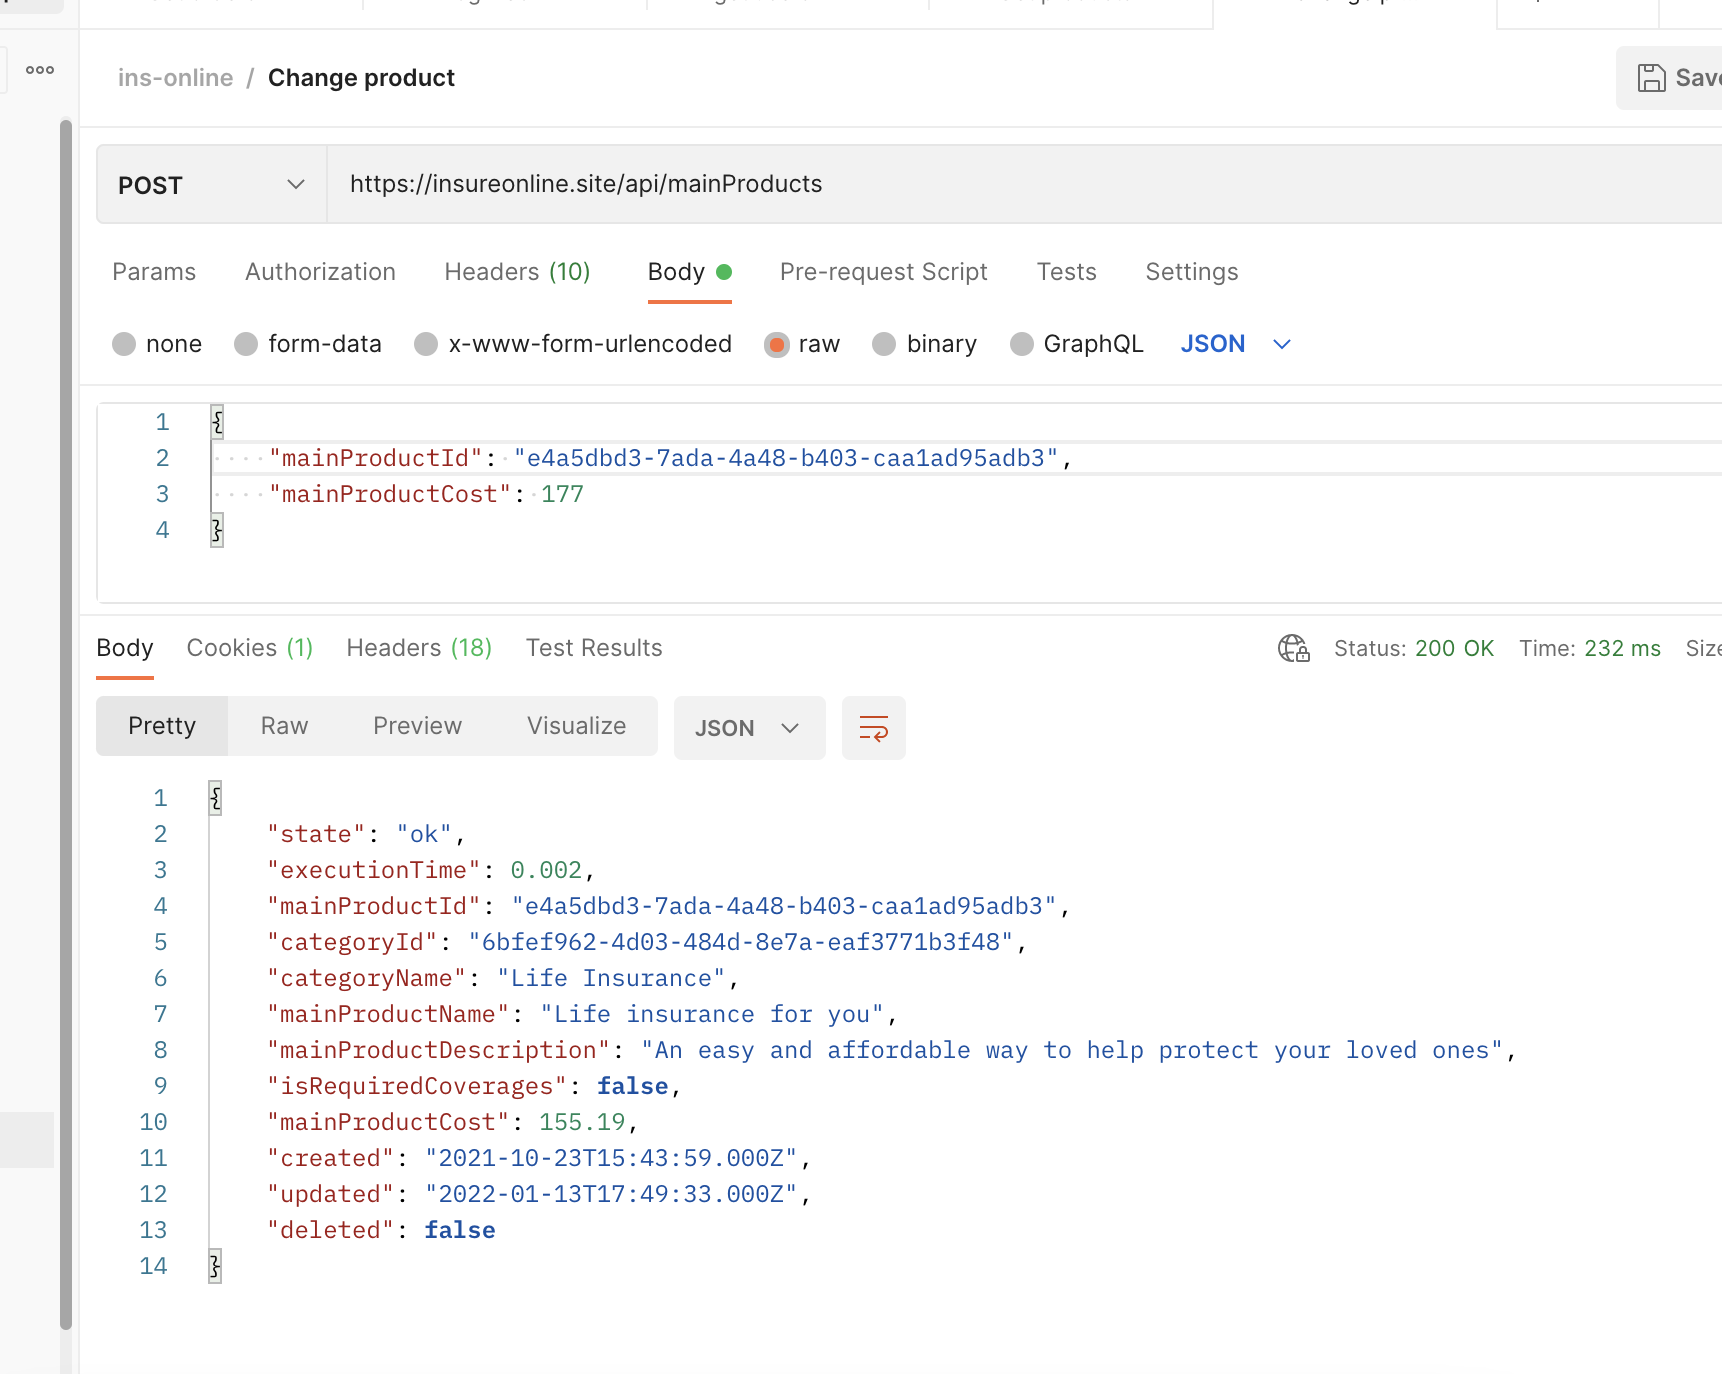 ins-online / Change product
Save
POST
https://insureonline.site/api/mainProducts
Params Authorization Headers (10) Body Pre-request Script Tests Settings
none form-data x-www-form-urlencoded raw binary GraphQL JSON
1 {
2 "mainProductId": "e4a5dbd3-7ada-4a48-b403-caa1ad95adb3",
3 "mainProductCost": 177
4 }
Body Cookies (1) Headers (18) Test Results Status: 200 OK Time: 232 ms Size
Pretty Raw Preview Visualize JSON
1 {
2 "state": "ok",
3 "executionTime": 0.002,
4 "mainProductId": "e4a5dbd3-7ada-4a48-b403-caa1ad95adb3",
5 "categoryId": "6bfef962-4d03-484d-8e7a-eaf3771b3f48",
6 "categoryName": "Life Insurance",
7 "mainProductName": "Life insurance for you",
8 "mainProductDescription": "An easy and affordable way to help protect your loved ones",
9 "isRequiredCoverages": false,
10 "mainProductCost": 155.19,
11 "created": "2021-10-23T15:43:59.000Z",
12 "updated": "2022-01-13T17:49:33.000Z",
13 "deleted": false
14 }